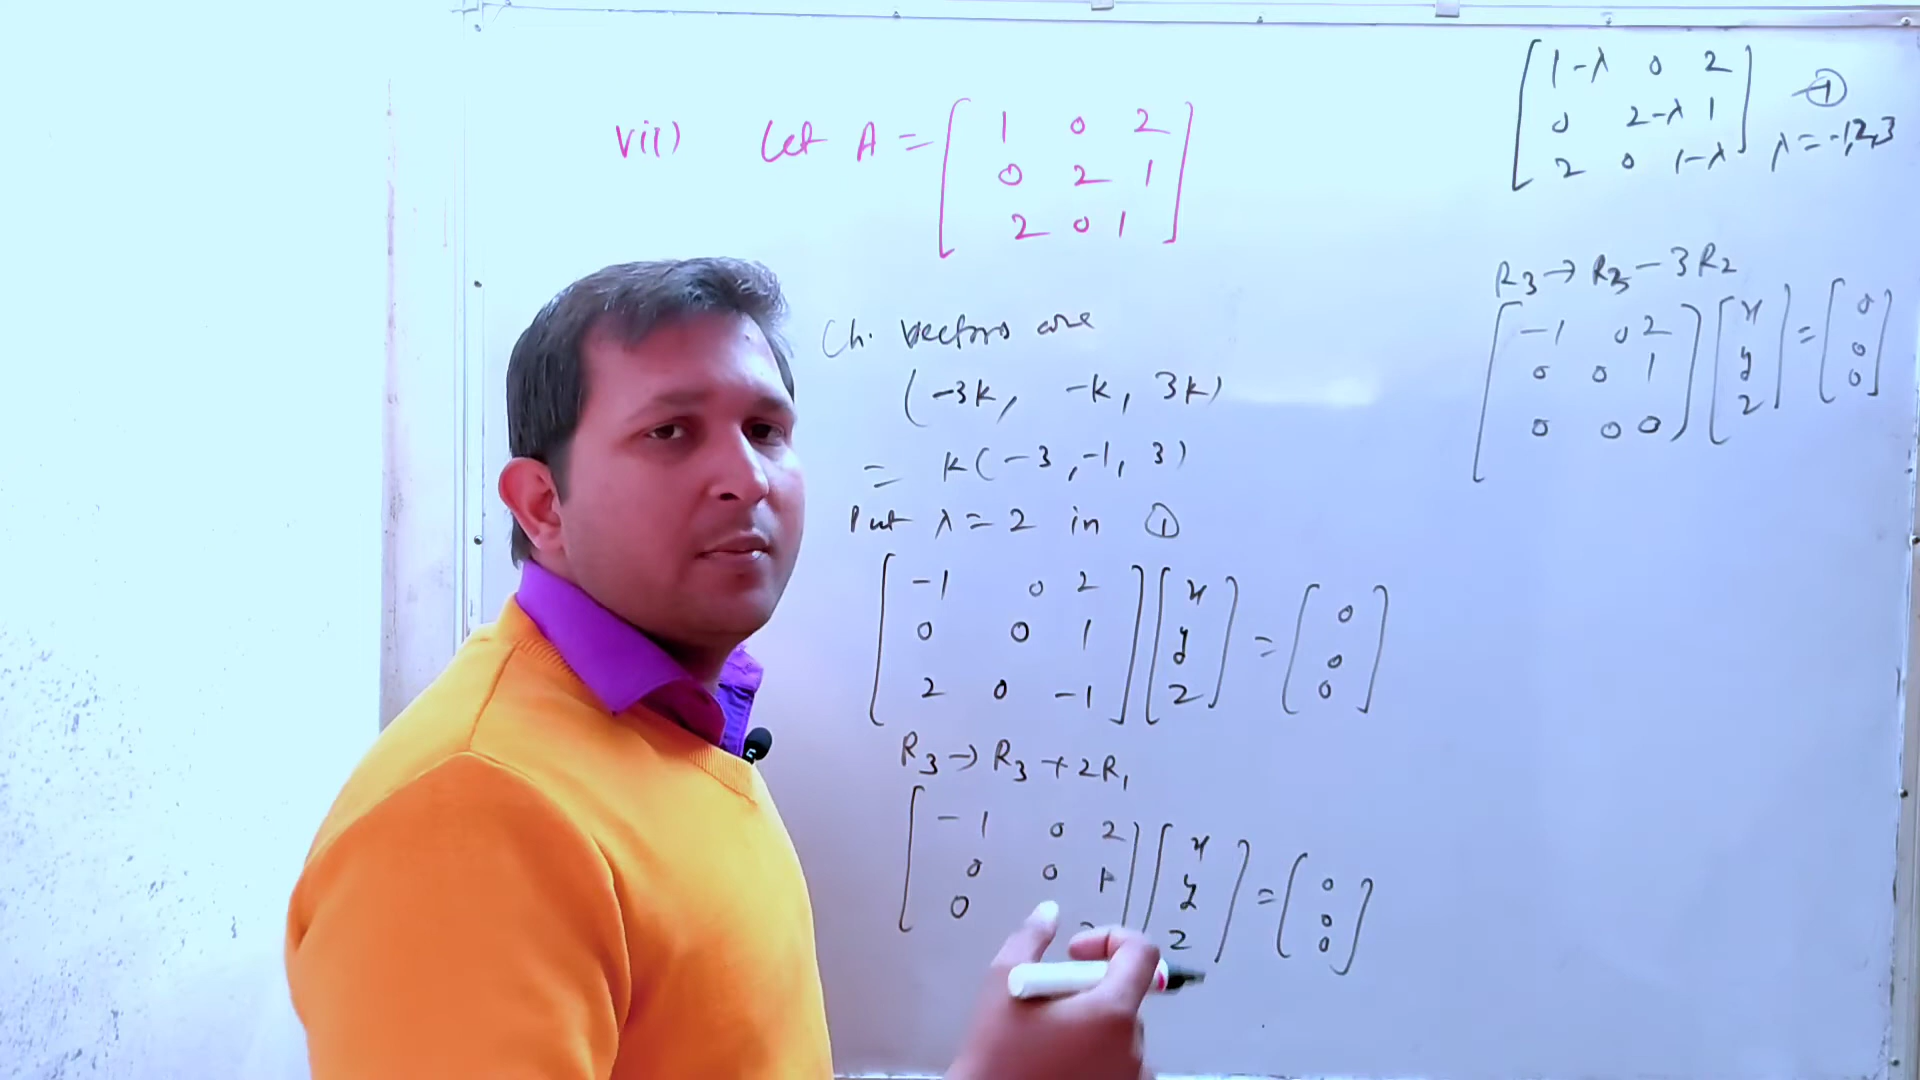 vii) Let A = [ 1 0 2
0 2 1
2 0 1 ]
Ch. vectors are
(-3k, -k, 3k)
= k(-3, -1, 3)
Put λ = 2 in ①
[ -1 0 2 ] [ x ] = [ 0 ]
[ 0 0 1 ] [ y ] [ 0 ]
[ 2 0 -1 ] [ z ] [ 0 ]
R3 → R3 + 2R1
[ -1 0 2 ] [ x ] = [ 0 ]
[ 0 0 1 ] [ y ] [ 0 ]
[ 0 ] [ z ] [ 0 ]
[ 1-λ 0 2 ]
[ 0 2-λ 1 ] — ①
[ 2 0 1-λ ] λ = -1,2,3
R3 → R3 - 3R2
[ -1 0 2 ] [ x ] = [ 0 ]
[ 0 0 1 ] [ y ] [ 0 ]
[ 0 0 0 ] [ z ] [ 0 ]